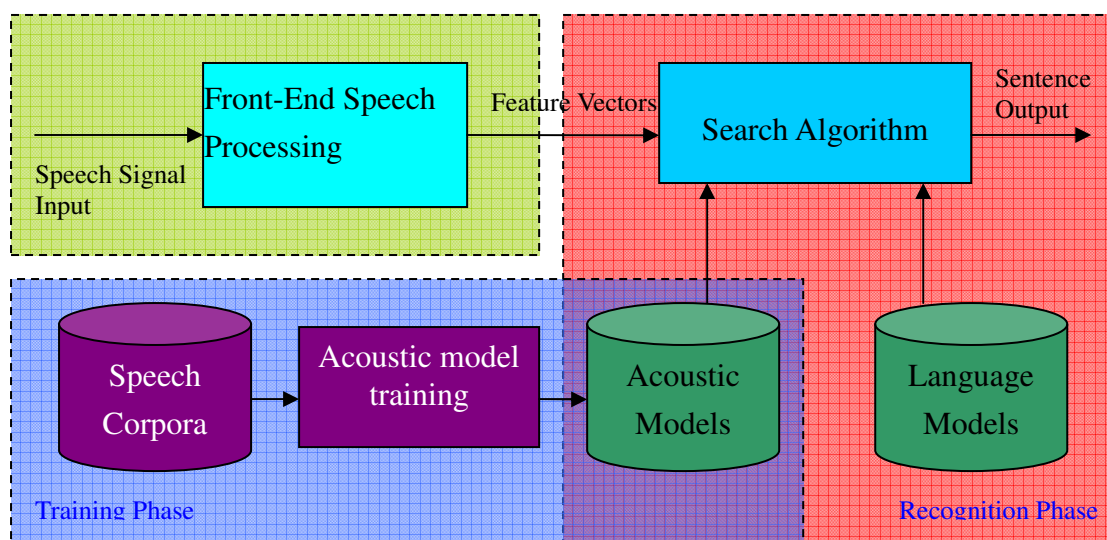 Front-End Speech
Processing
Speech Signal
Input
Feature Vectors
Search Algorithm
Sentence
Output
Speech
Corpora
Acoustic model
training
Acoustic
Models
Language
Models
Training Phase
Recognition Phase